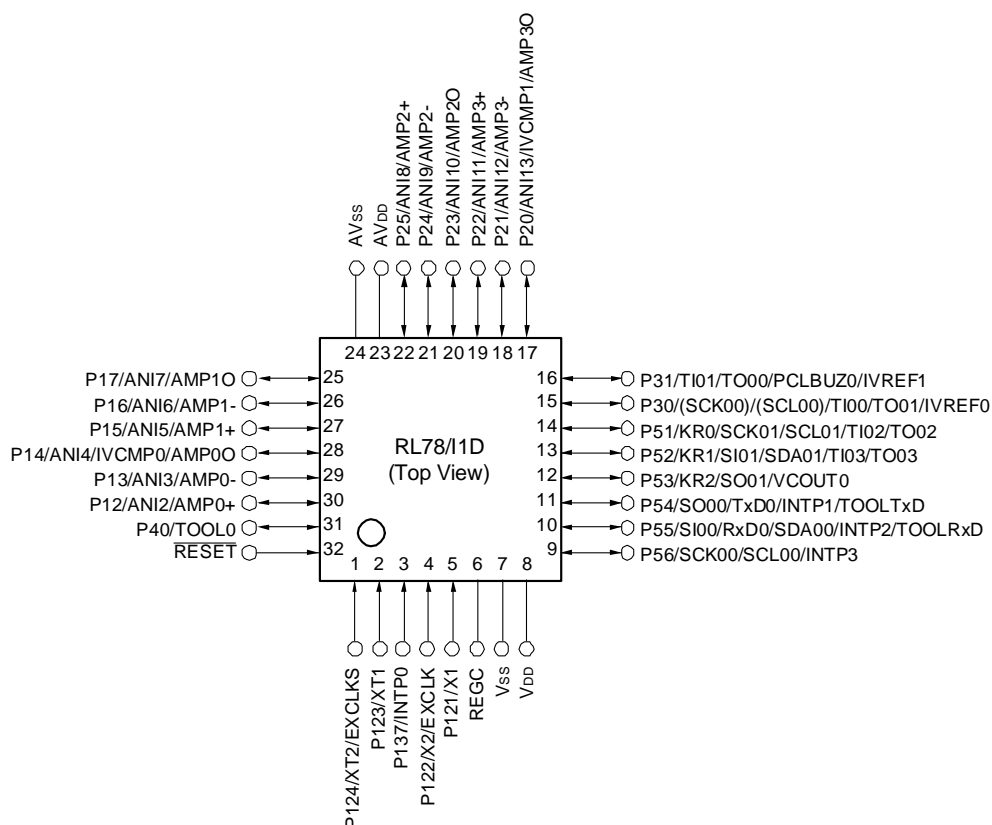 AVss
AVDD
P25/ANI8/AMP2+
P24/ANI9/AMP2-
P23/ANI10/AMP2O
P22/ANI11/AMP3+
P21/ANI12/AMP3-
P20/ANI13/IVCMP1/AMP3O
24 23 22 21 20 19 18 17
P17/ANI7/AMP1O 25
P16/ANI6/AMP1- 26
P15/ANI5/AMP1+ 27
P14/ANI4/IVCMP0/AMP0O 28
P13/ANI3/AMP0- 29
P12/ANI2/AMP0+ 30
P40/TOOL0 31
RESET 32
RL78/I1D
(Top View)
16 P31/TI01/TO00/PCLBUZ0/IVREF1
15 P30/(SCK00)/(SCL00)/TI00/TO01/IVREF0
14 P51/KR0/SCK01/SCL01/TI02/TO02
13 P52/KR1/SI01/SDA01/TI03/TO03
12 P53/KR2/SO01/VCOUT0
11 P54/SO00/TxD0/INTP1/TOOLTxD
10 P55/SI00/RxD0/SDA00/INTP2/TOOLRxD
9 P56/SCK00/SCL00/INTP3
1 2 3 4 5 6 7 8
P124/XT2/EXCLKS
P123/XT1
P137/INTP0
P122/X2/EXCLK
P121/X1
REGC
Vss
VDD